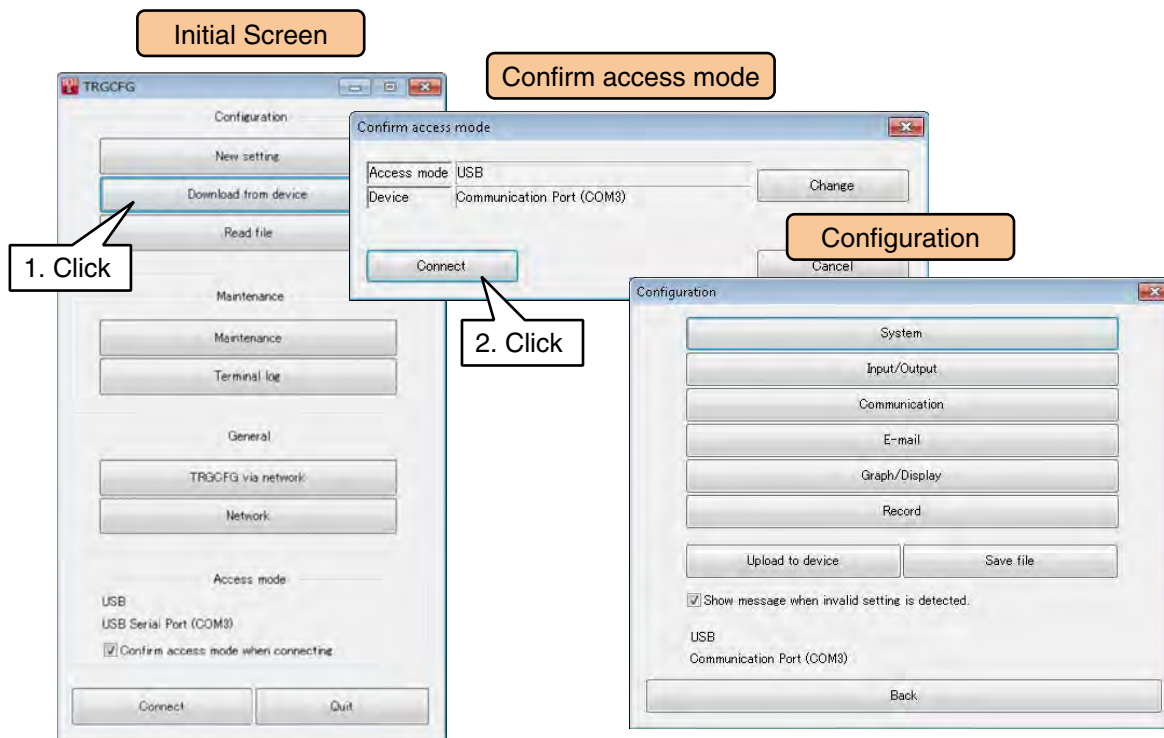 Initial Screen
TRGCFG
Configuration
New setting
Download from device
Read file
1. Click
Maintenance
Maintenance
Terminal log
General
TRGCFG via network
Network
Access mode
USB
USB Serial Port (COM3)
Confirm access mode when connecting
Connect
Quit
Confirm access mode
Confirm access mode
Access mode USB
Device Communication Port (COM3)
Change
Connect
Cancel
2. Click
Configuration
Configuration
System
Input/Output
Communication
E-mail
Graph/Display
Record
Upload to device
Save file
Show message when invalid setting is detected.
USB
Communication Port (COM3)
Back